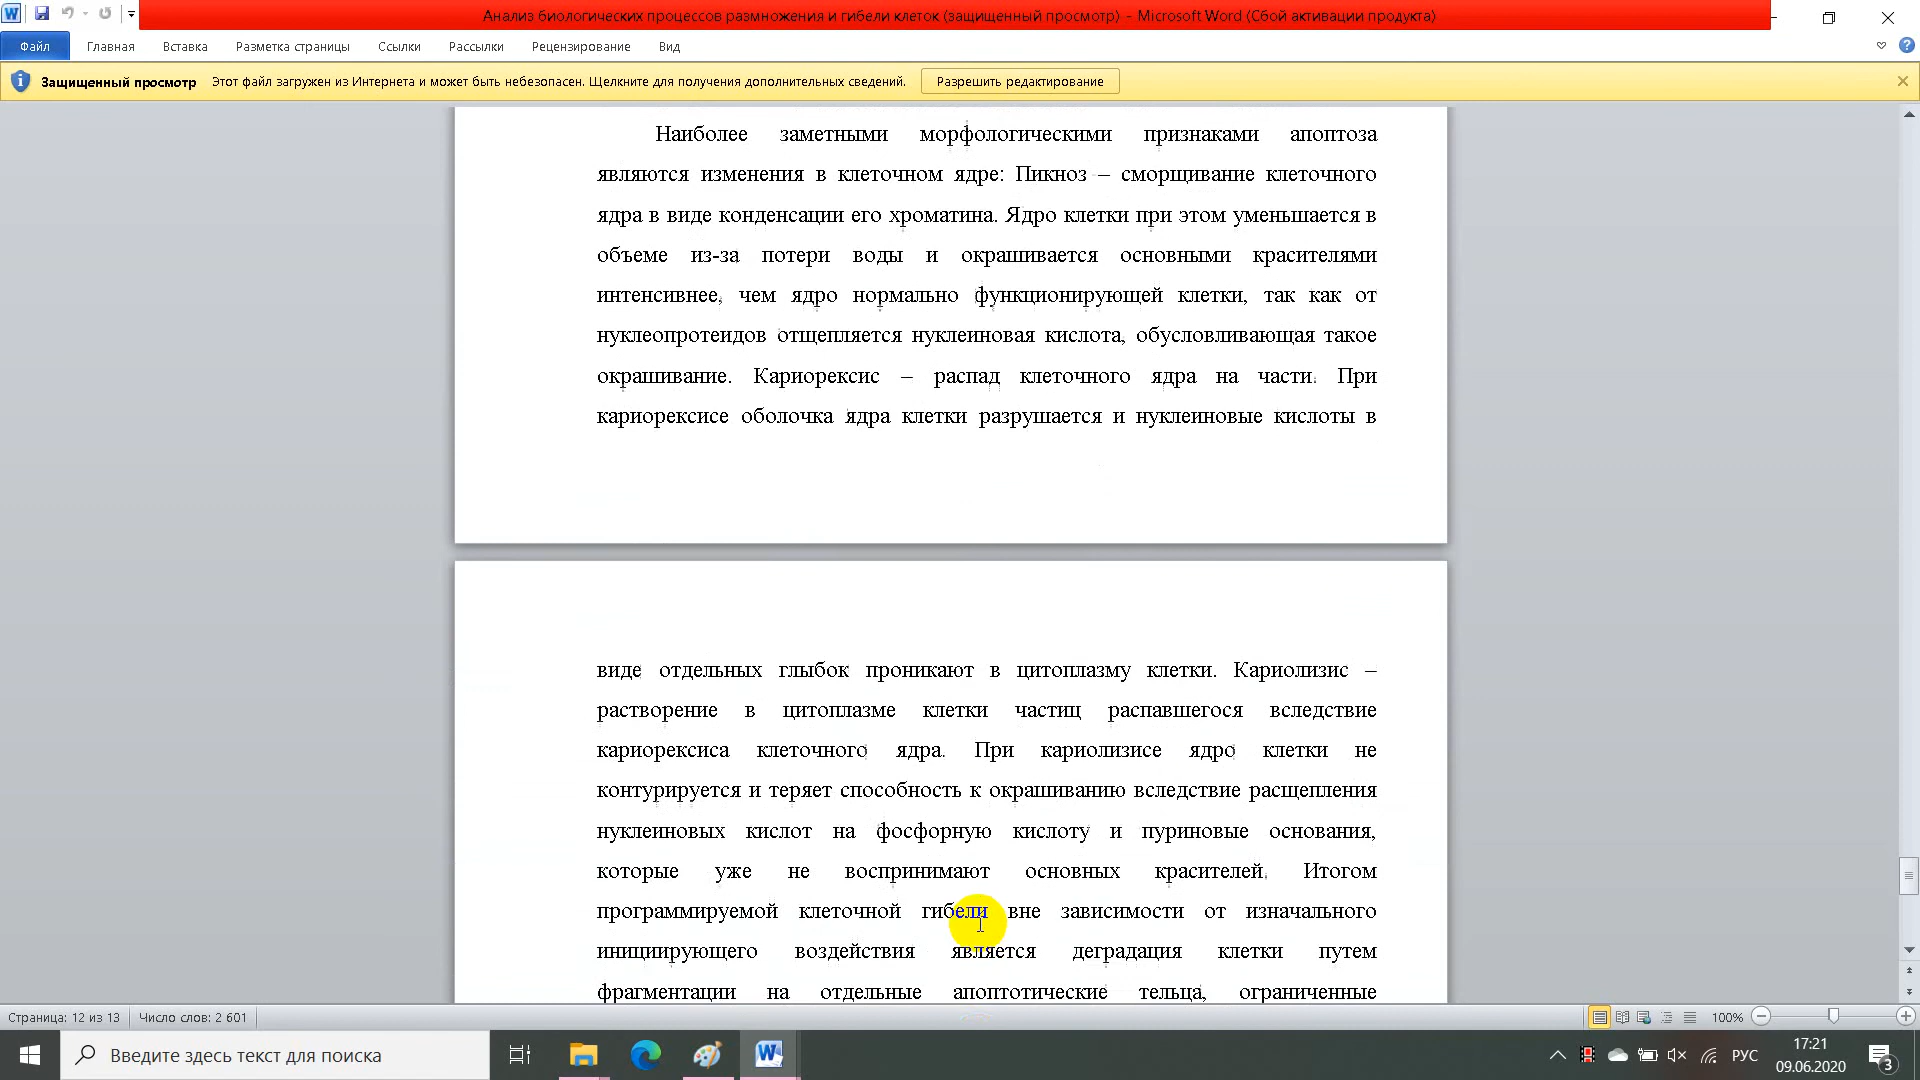 Анализ биологических процессов размножения и гибели клеток (защищенный просмотр) - Microsoft Word (Сбой активации продукта)
Файл Главная Вставка Разметка страницы Ссылки Рассылки Рецензирование Вид
Защищенный просмотр Этот файл загружен из Интернета и может быть небезопасен. Щелкните для получения дополнительных сведений. Разрешить редактирование
Наиболее заметными морфологическими признаками апоптоза
являются изменения в клеточном ядре: Пикноз – сморщивание клеточного
ядра в виде конденсации его хроматина. Ядро клетки при этом уменьшается в
объеме из-за потери воды и окрашивается основными красителями
интенсивнее, чем ядро нормально функционирующей клетки, так как от
нуклеопротеидов отщепляется нуклеиновая кислота, обусловливающая такое
окрашивание. Кариорексис – распад клеточного ядра на части. При
кариорексисе оболочка ядра клетки разрушается и нуклеиновые кислоты в
виде отдельных глыбок проникают в цитоплазму клетки. Кариолизис –
растворение в цитоплазме клетки частиц распавшегося вследствие
кариорексиса клеточного ядра. При кариолизисе ядро клетки не
контурируется и теряет способность к окрашиванию вследствие расщепления
нуклеиновых кислот на фосфорную кислоту и пуриновые основания,
которые уже не воспринимают основных красителей. Итогом
программируемой клеточной гибели вне зависимости от изначального
инициирующего воздействия является деградация клетки путем
фрагментации на отдельные апоптотические тельца, ограниченные
Страница: 12 из 13 Число слов: 2 601 100%
Введите здесь текст для поиска
РУС
17:21
09.06.2020
3